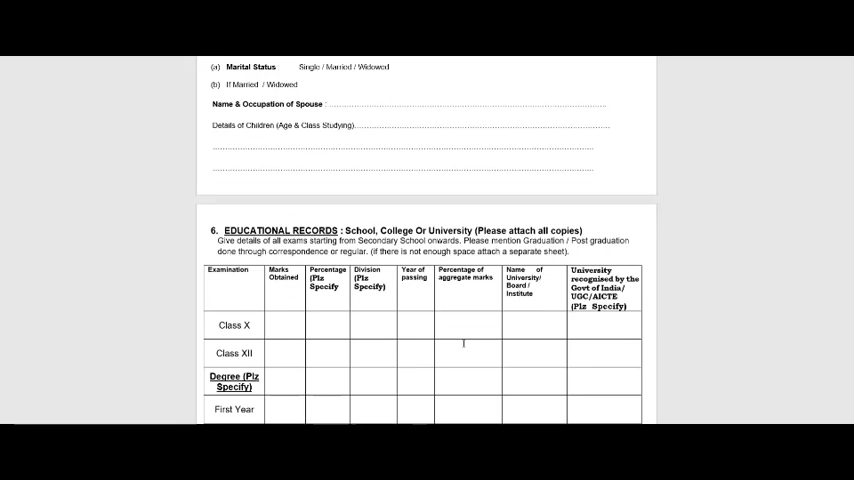 (a) Marital Status Single / Married / Widowed
(b) If Married / Widowed
Name & Occupation of Spouse : ........................................................................................................
Details of Children (Age & Class Studying)................................................................................................
..........................................................................................................................................
..........................................................................................................................................
6. EDUCATIONAL RECORDS : School, College Or University (Please attach all copies)
Give details of all exams starting from Secondary School onwards. Please mention Graduation / Post graduation
done through correspondence or regular. (if there is not enough space attach a separate sheet).
Examination
Marks
Obtained
Percentage
(Plz
Specify
Division
(Plz
Specify)
Year of
passing
Percentage of
aggregate marks
Name of
University/
Board /
Institute
University
recognised by the
Govt of India/
UGC/AICTE
(Plz Specify)
Class X
Class XII
Degree (Plz
Specify)
First Year